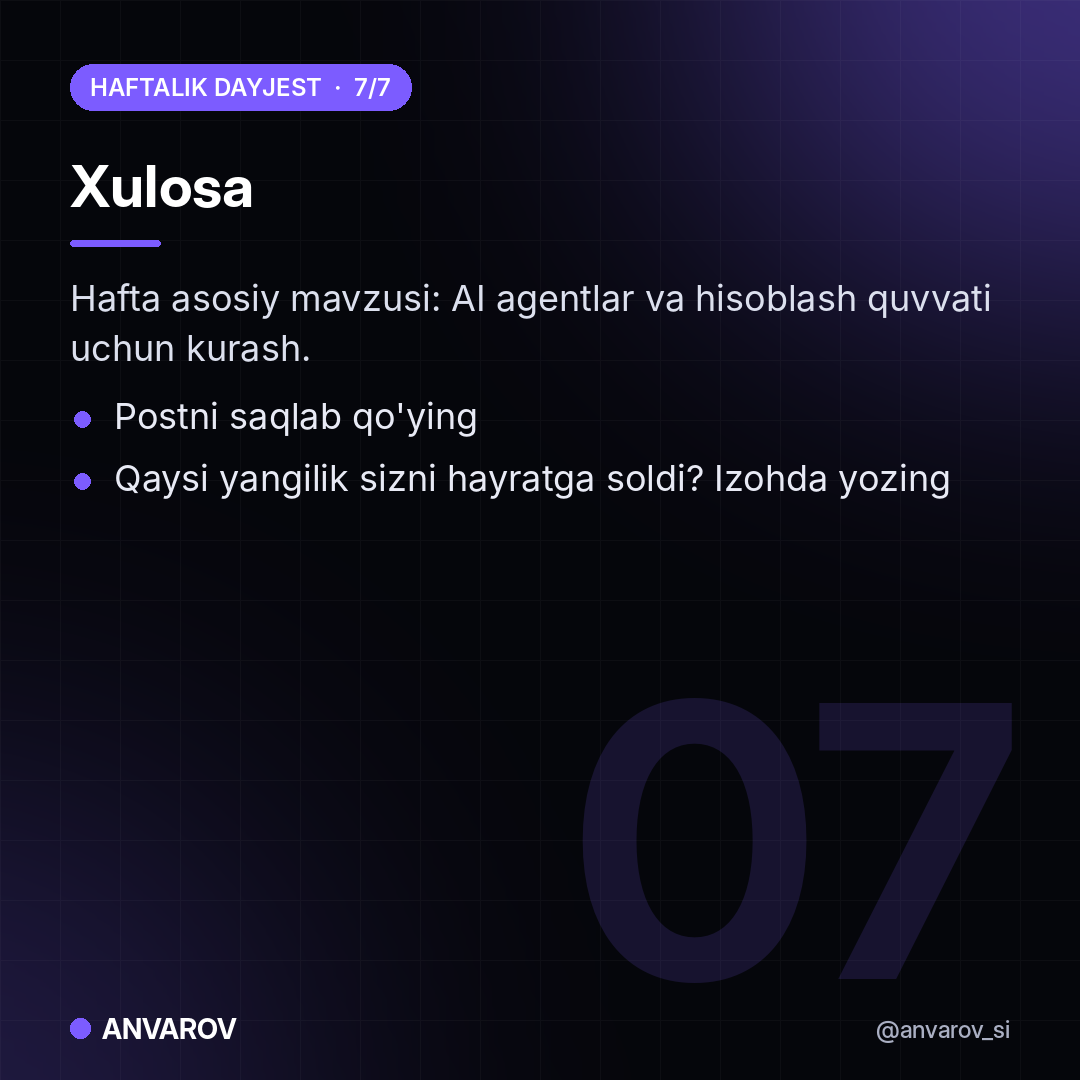 HAFTALIK DAYJEST · 7/7
Xulosa
Hafta asosiy mavzusi: AI agentlar va hisoblash quvvati
uchun kurash.
Postni saqlab qo'ying
Qaysi yangilik sizni hayratga soldi? Izohda yozing
07
ANVAROV
@anvarov_si